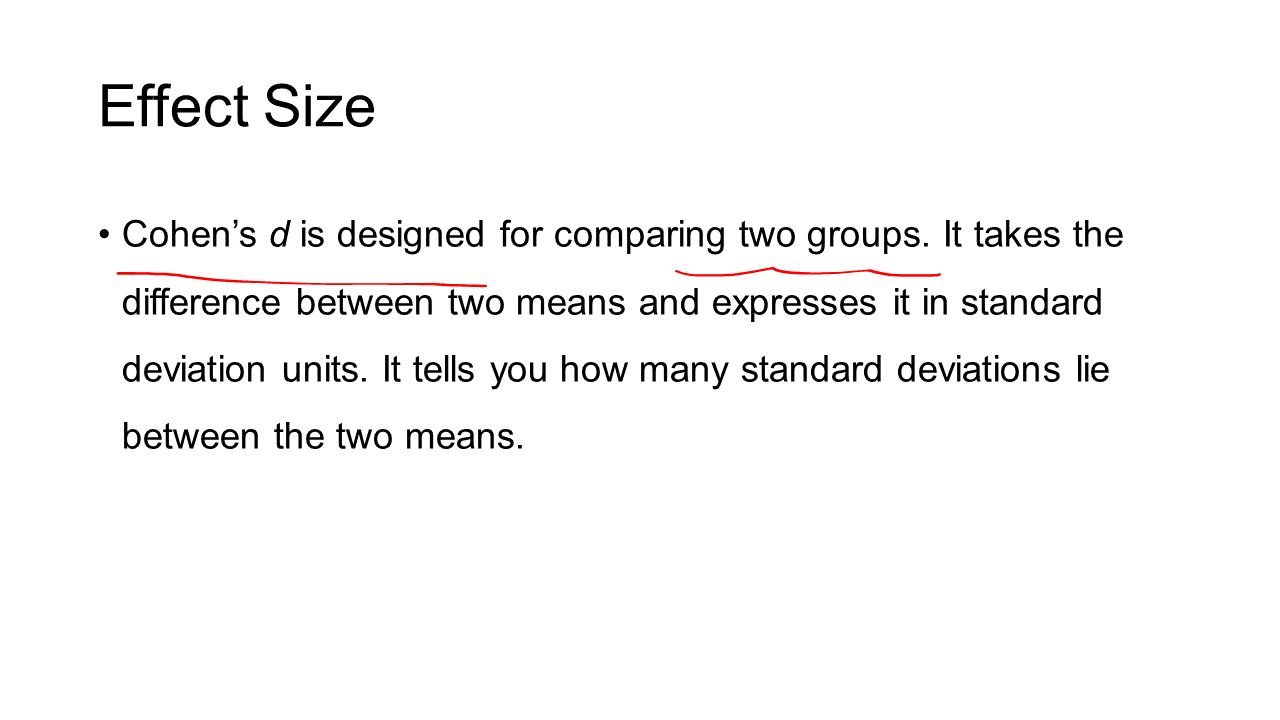 Effect Size
• Cohen’s d is designed for comparing two groups. It takes the
difference between two means and expresses it in standard
deviation units. It tells you how many standard deviations lie
between the two means.